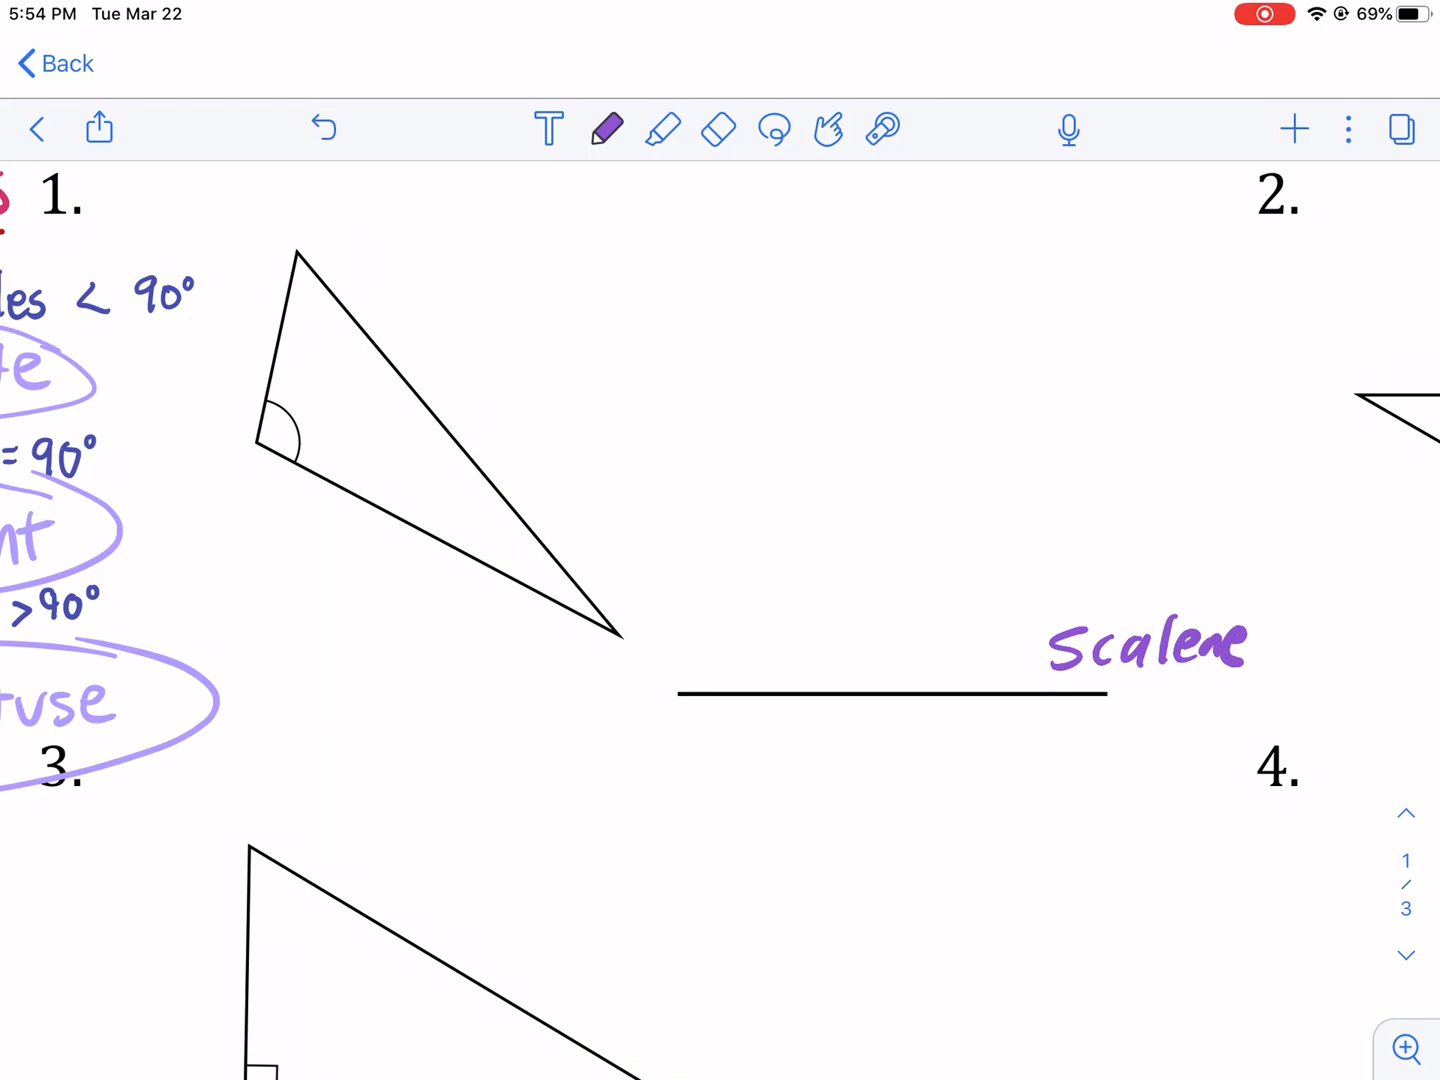 5:54 PM Tue Mar 22
69%
Back
1.
2.
les < 90°
te
= 90°
nt
> 90°
scalene
tuse
3.
4.
1
/
3